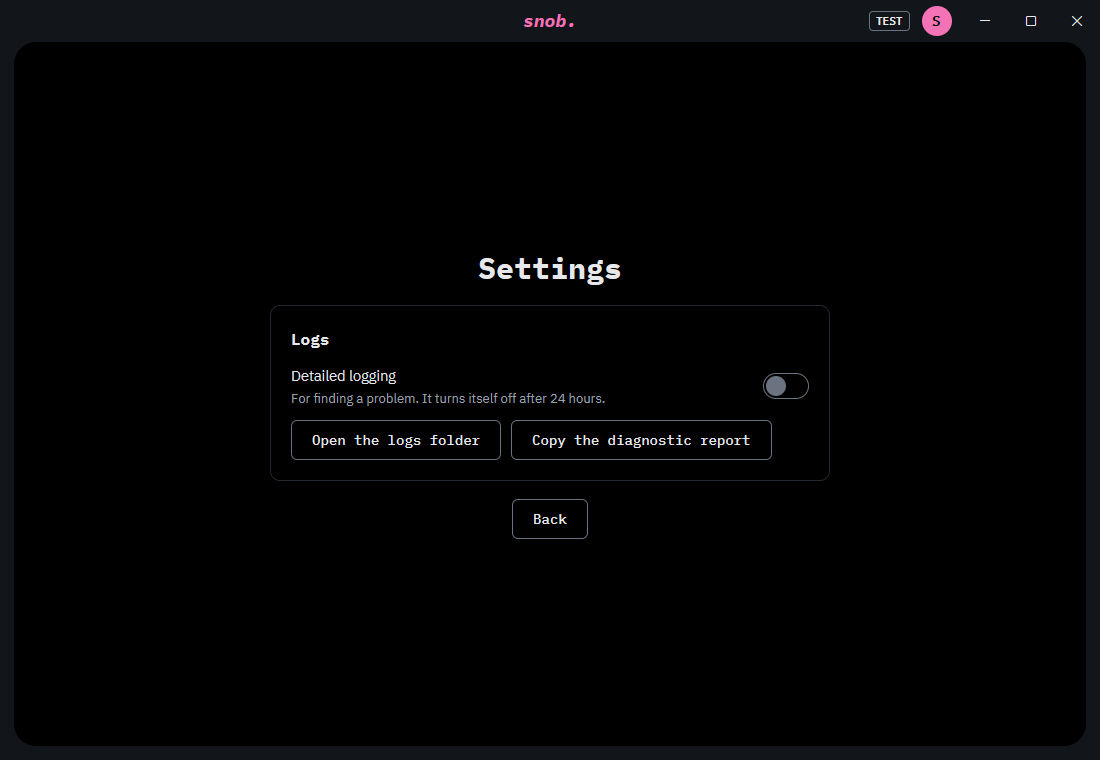 snob.
TEST
S
Settings
Logs
Detailed logging
For finding a problem. It turns itself off after 24 hours.
Open the logs folder
Copy the diagnostic report
Back